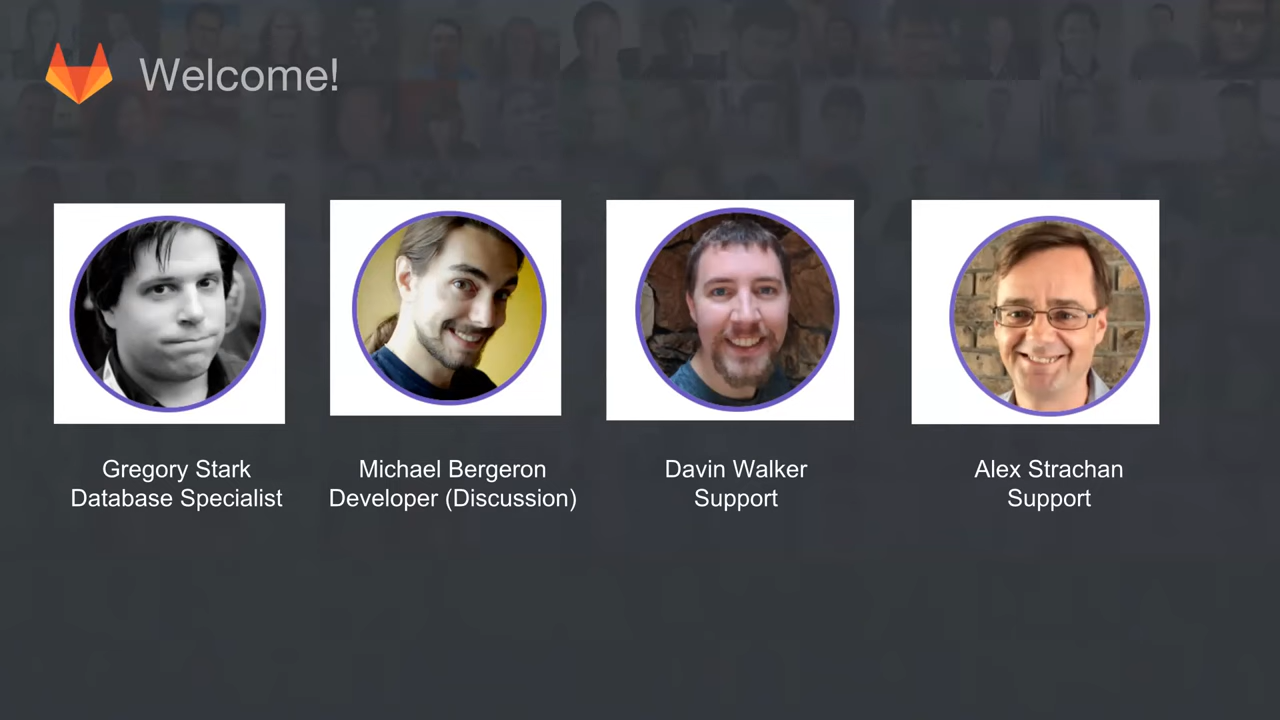 Welcome!
Gregory Stark
Database Specialist
Michael Bergeron
Developer (Discussion)
Davin Walker
Support
Alex Strachan
Support